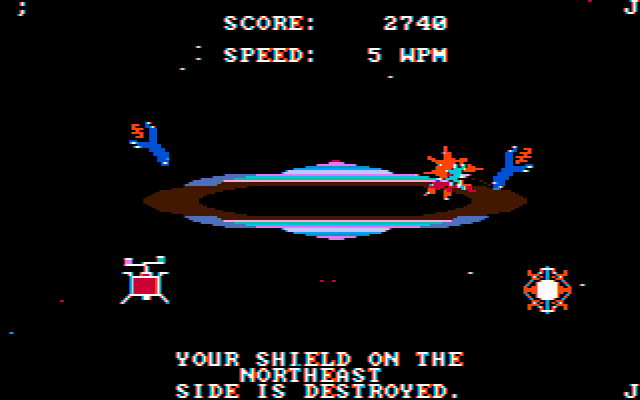 ;
J
SCORE: 2740
SPEED: 5 WPM
YOUR SHIELD ON THE
NORTHEAST
SIDE IS DESTROYED.
J